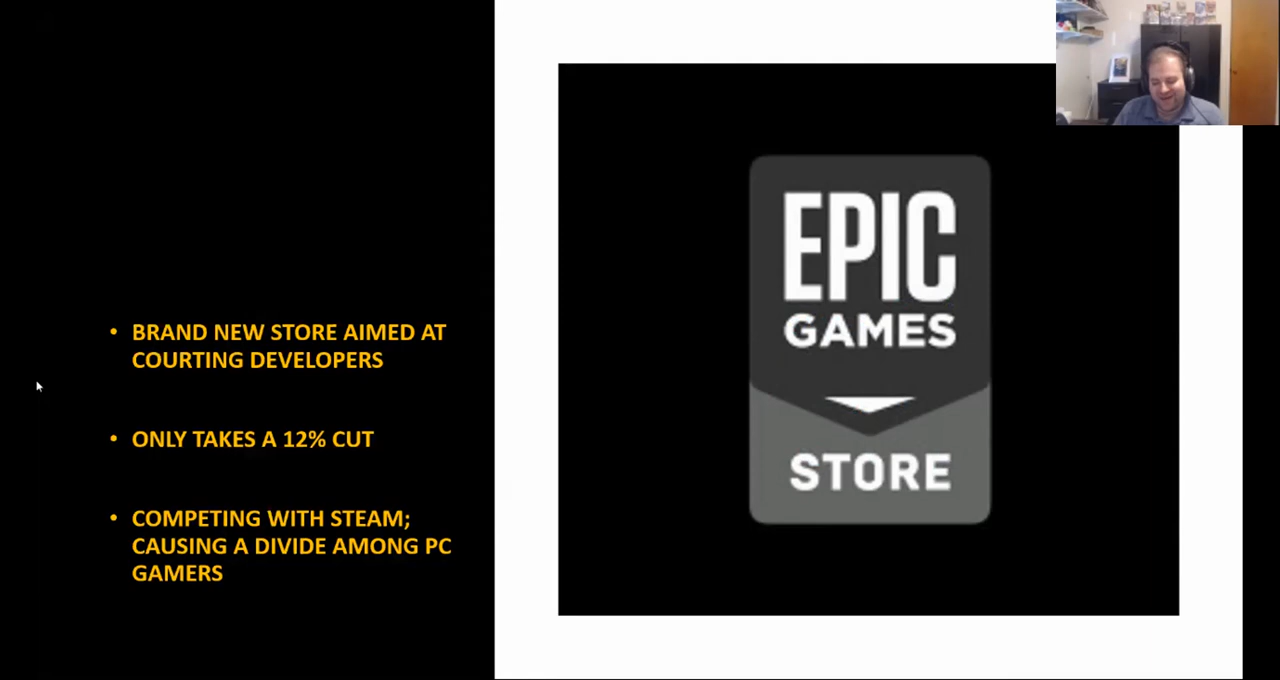 BRAND NEW STORE AIMED AT
COURTING DEVELOPERS
ONLY TAKES A 12% CUT
COMPETING WITH STEAM;
CAUSING A DIVIDE AMONG PC
GAMERS
EPIC
GAMES
STORE